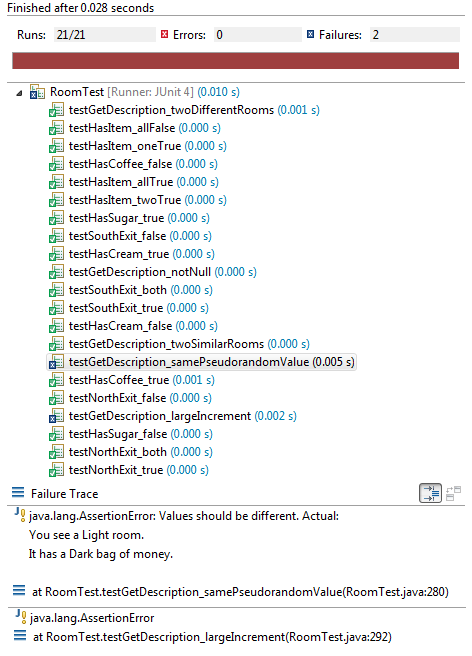 Finished after 0.028 seconds
Runs: 21/21 Errors: 0 Failures: 2
RoomTest [Runner: JUnit 4] (0.010 s)
testGetDescription_twoDifferentRooms (0.001 s)
testHasItem_allFalse (0.000 s)
testHasItem_oneTrue (0.000 s)
testHasCoffee_false (0.000 s)
testHasItem_allTrue (0.000 s)
testHasItem_twoTrue (0.000 s)
testHasSugar_true (0.000 s)
testSouthExit_false (0.000 s)
testHasCream_true (0.000 s)
testGetDescription_notNull (0.000 s)
testSouthExit_both (0.000 s)
testSouthExit_true (0.000 s)
testHasCream_false (0.000 s)
testGetDescription_twoSimilarRooms (0.000 s)
testGetDescription_samePseudorandomValue (0.005 s)
testHasCoffee_true (0.001 s)
testNorthExit_false (0.000 s)
testGetDescription_largeIncrement (0.002 s)
testHasSugar_false (0.000 s)
testNorthExit_both (0.000 s)
testNorthExit_true (0.000 s)
Failure Trace
java.lang.AssertionError: Values should be different. Actual:
You see a Light room.
It has a Dark bag of money.
at RoomTest.testGetDescription_samePseudorandomValue(RoomTest.java:280)
java.lang.AssertionError
at RoomTest.testGetDescription_largeIncrement(RoomTest.java:292)